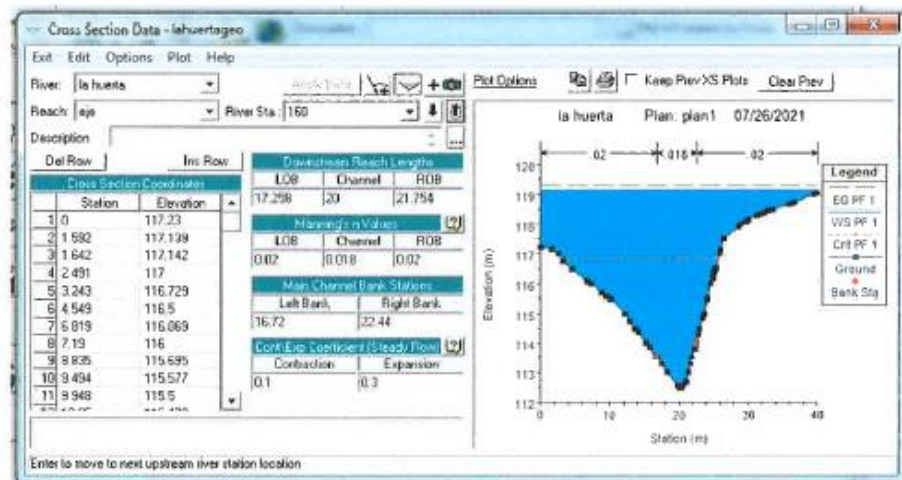 Cross Section Data - lahuertageo
Exit Edit Options Plot Help
River: la huerta
Reach: eje River Sta.: 160
Description ...
Del Row Ins Row
Cross Section Coordinates
Station Elevation
1 0 117.23
2 1.592 117.139
3 1.642 117.142
4 2.491 117
5 3.243 116.729
6 4.549 116.5
7 6.819 116.069
8 7.19 116
9 8.835 115.695
10 9.494 115.577
11 9.948 115.5
Downstream Reach Lengths
LOB Channel ROB
17.298 20 21.754
Manning's n Values ?
LOB Channel ROB
0.02 0.018 0.02
Main Channel Bank Stations
Left Bank Right Bank
16.72 22.44
Cont\Exp Coefficient (Steady Flow) ?
Contraction Expansion
0.1 0.3
Enter to move to next upstream river station location
Plot Options Keep Prev XS Plots Clear Prev
la huerta Plan: plan1 07/26/2021
.02 .018 .02
120
119
118
117
116
115
114
113
112
Elevation (m)
0 10 20 30 40
Station (m)
Legend
EG PF 1
WS PF 1
Crit PF 1
Ground
Bank Sta